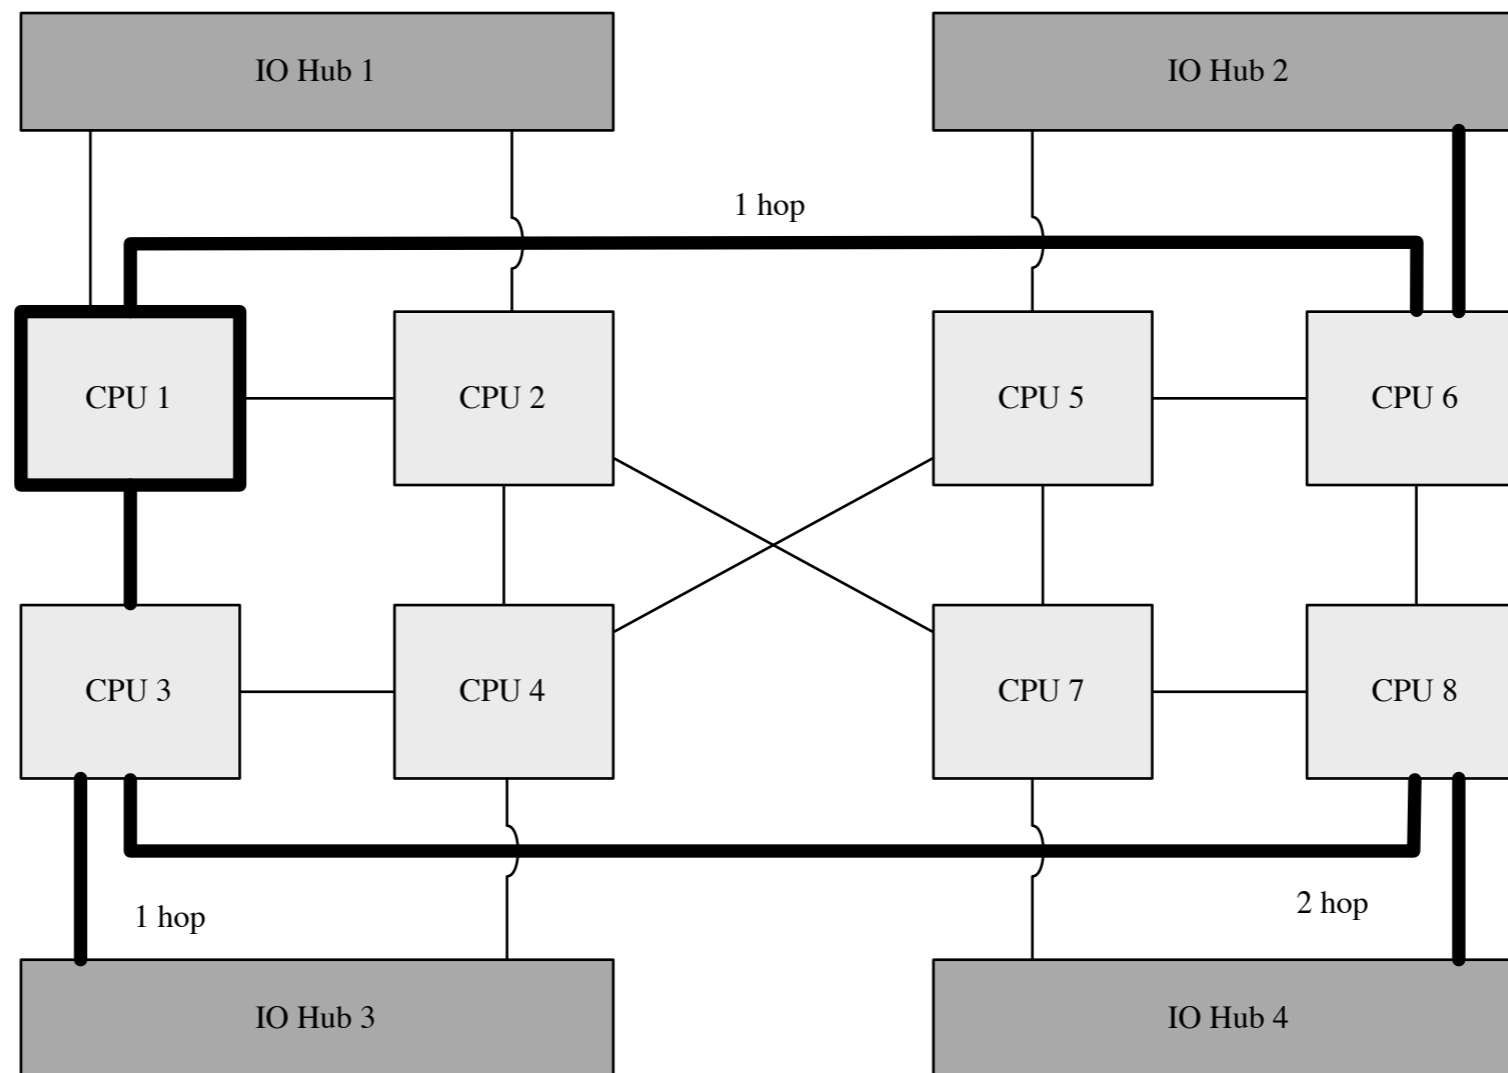 IO Hub 1
IO Hub 2
1 hop
CPU 1
CPU 2
CPU 5
CPU 6
CPU 3
CPU 4
CPU 7
CPU 8
1 hop
2 hop
IO Hub 3
IO Hub 4